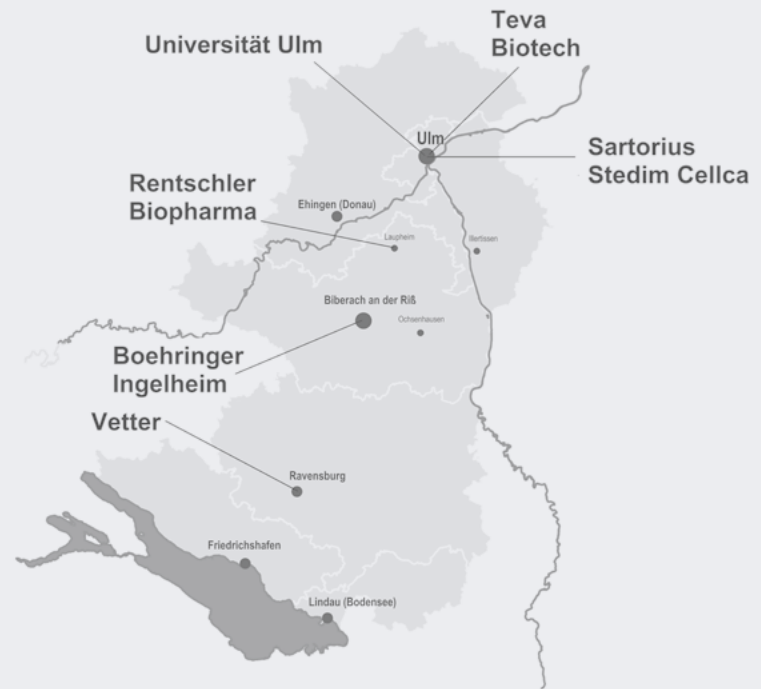 Teva
Biotech
Universität Ulm
Ulm
Sartorius
Stedim Cellca
Rentschler
Biopharma
Ehingen (Donau)
Laupheim
Illertissen
Biberach an der Riß
Ochsenhausen
Boehringer
Ingelheim
Vetter
Ravensburg
Friedrichshafen
Lindau (Bodensee)